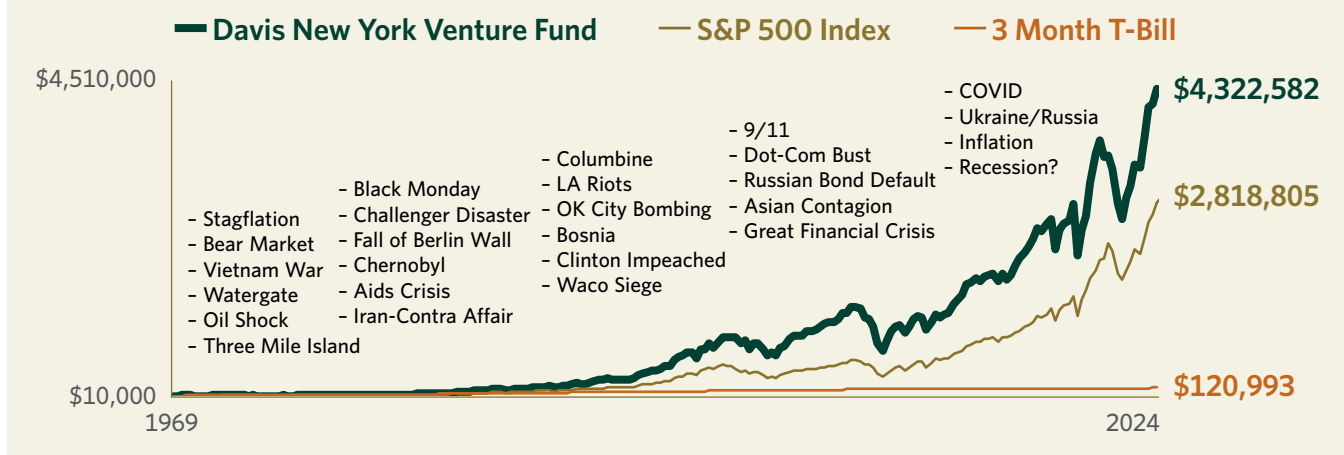 Davis New York Venture Fund
S&P 500 Index
3 Month T-Bill
$4,510,000
– Stagflation
– Bear Market
– Vietnam War
– Watergate
– Oil Shock
– Three Mile Island
– Black Monday
– Challenger Disaster
– Fall of Berlin Wall
– Chernobyl
– Aids Crisis
– Iran-Contra Affair
– Columbine
– LA Riots
– OK City Bombing
– Bosnia
– Clinton Impeached
– Waco Siege
– 9/11
– Dot-Com Bust
– Russian Bond Default
– Asian Contagion
– Great Financial Crisis
– COVID
– Ukraine/Russia
– Inflation
– Recession?
$4,322,582
$2,818,805
$120,993
$10,000
1969
2024